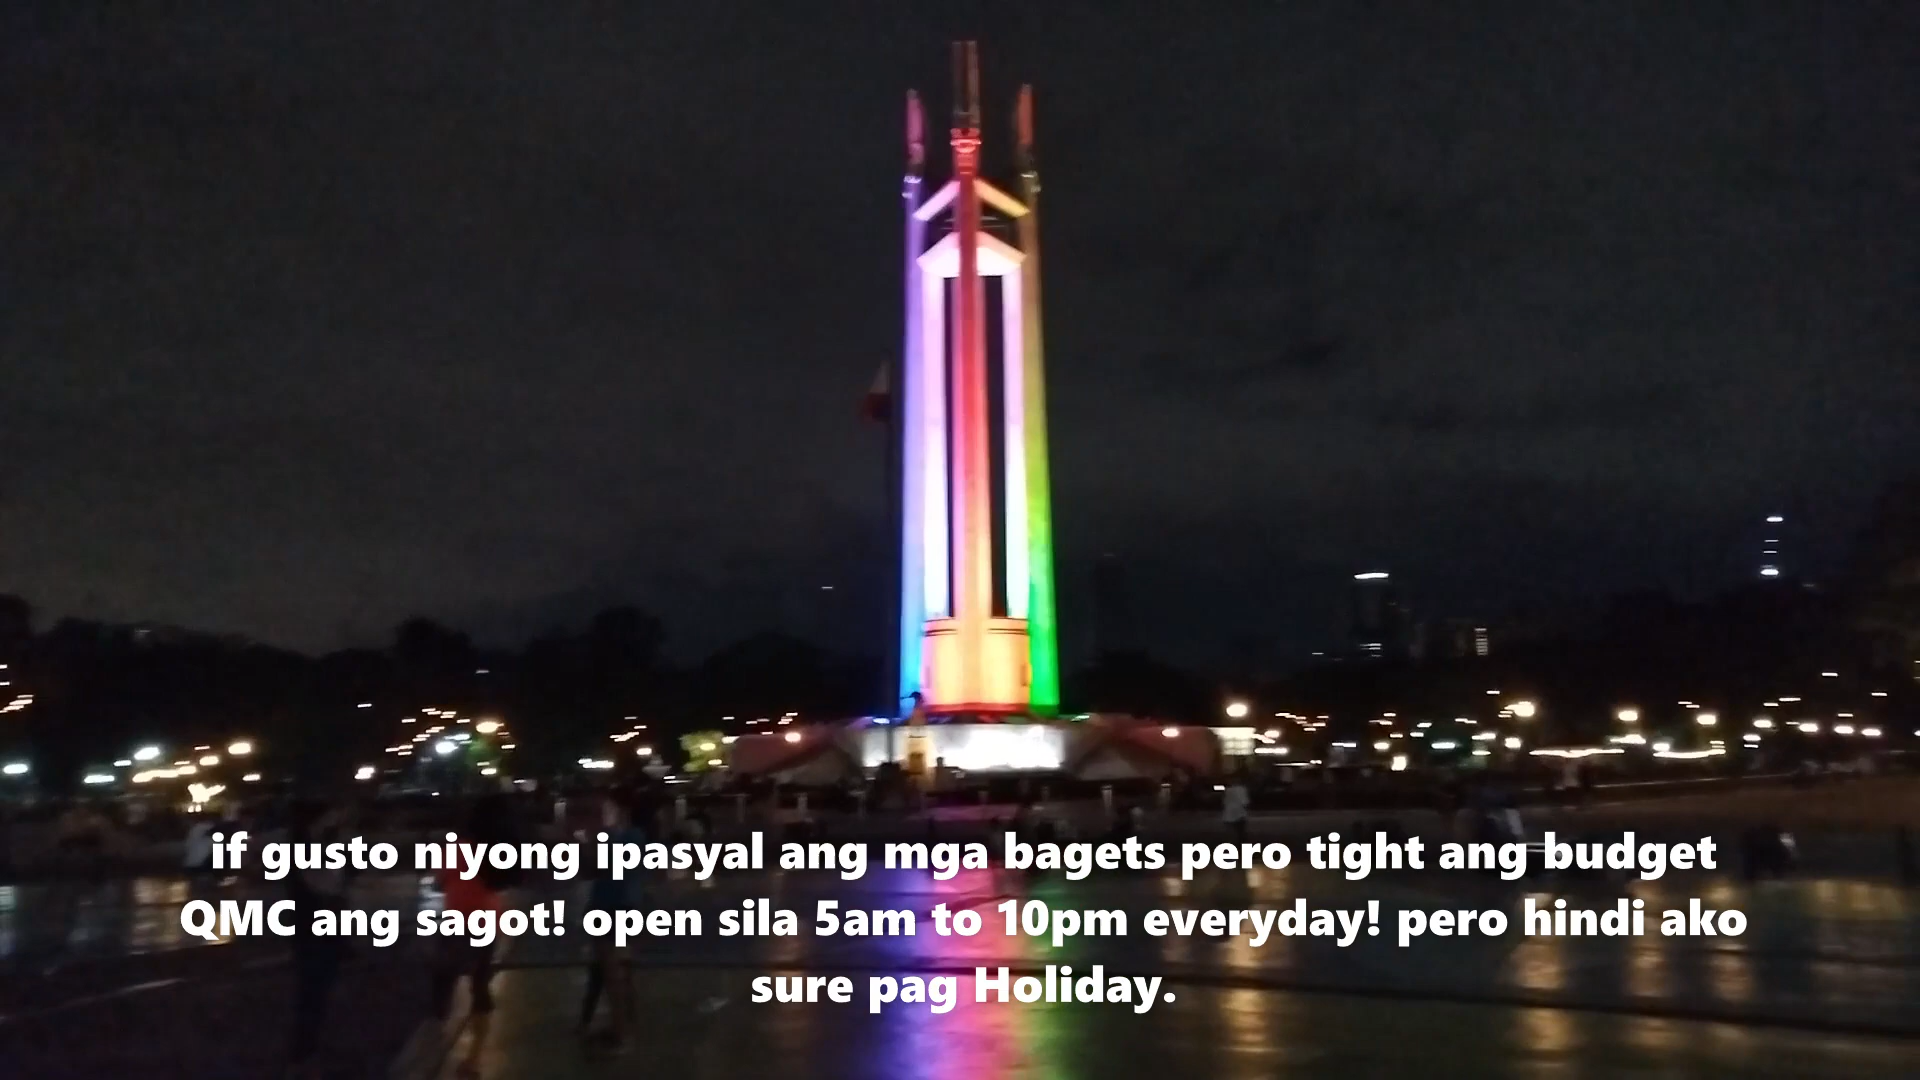 if gusto niyong ipasyal ang mga bagets pero tight ang budget
QMC ang sagot! open sila 5am to 10pm everyday! pero hindi ako
sure pag Holiday.